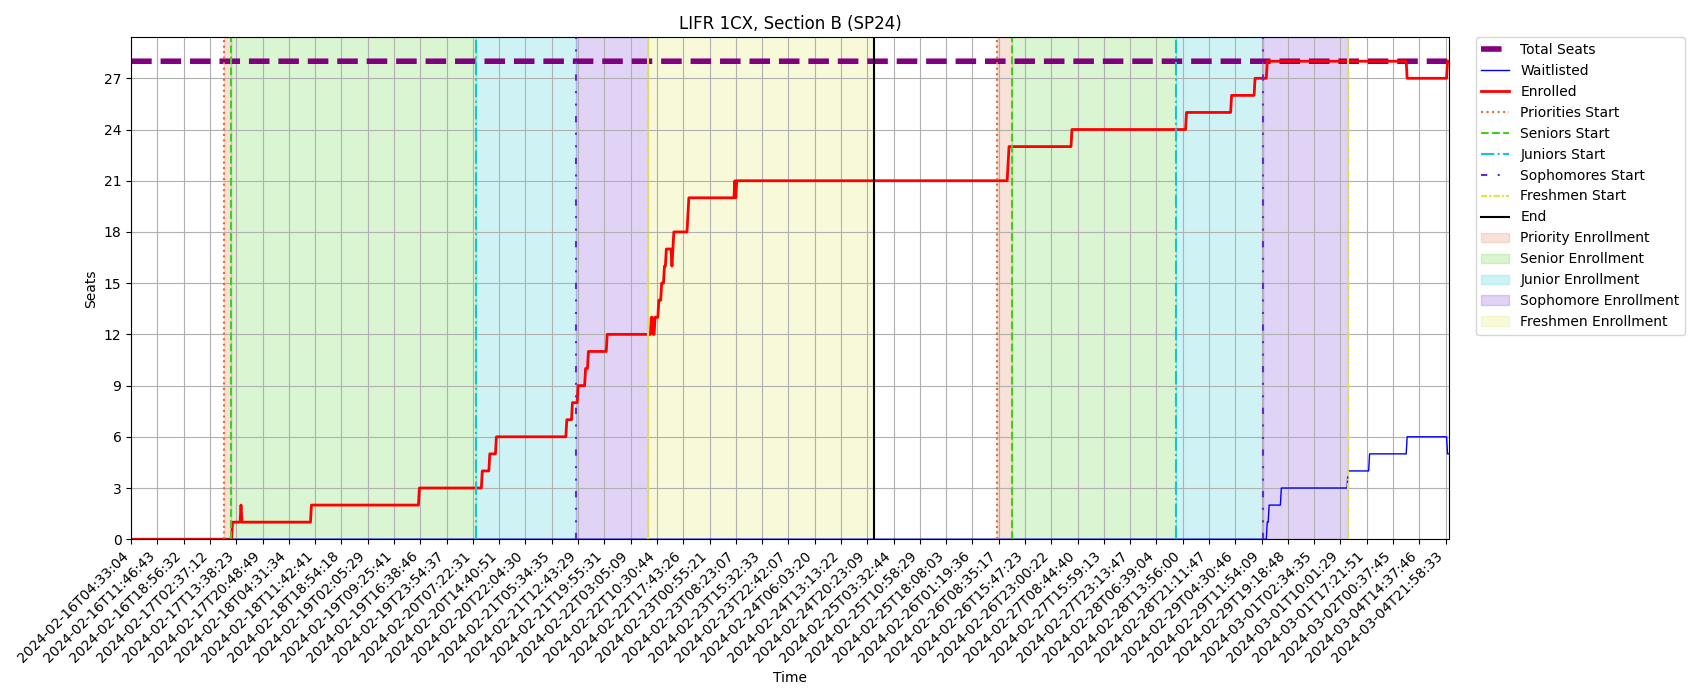 LIFR 1CX, Section B (SP24)
Seats
27
24
21
18
15
12
9
6
3
0
2024-02-16T04:33:04
2024-02-16T11:46:43
2024-02-16T18:56:32
2024-02-17T02:37:12
2024-02-17T13:38:23
2024-02-17T20:48:49
2024-02-18T04:31:34
2024-02-18T11:42:41
2024-02-18T18:54:18
2024-02-19T02:05:29
2024-02-19T09:25:41
2024-02-19T16:38:46
2024-02-19T23:54:37
2024-02-20T07:22:31
2024-02-20T14:40:51
2024-02-20T22:04:30
2024-02-21T05:34:35
2024-02-21T12:43:29
2024-02-21T19:55:31
2024-02-22T03:05:09
2024-02-22T10:30:44
2024-02-22T17:43:26
2024-02-23T00:55:21
2024-02-23T08:23:07
2024-02-23T15:32:33
2024-02-23T22:42:07
2024-02-24T06:03:20
2024-02-24T13:13:22
2024-02-24T20:23:09
2024-02-25T03:32:44
2024-02-25T10:58:29
2024-02-25T18:08:03
2024-02-26T01:19:36
2024-02-26T08:35:17
2024-02-26T15:47:23
2024-02-26T23:00:22
2024-02-27T08:44:40
2024-02-27T15:59:13
2024-02-27T23:13:47
2024-02-28T06:39:04
2024-02-28T13:56:00
2024-02-28T21:11:47
2024-02-29T04:30:46
2024-02-29T11:54:09
2024-02-29T19:18:48
2024-03-01T02:34:35
2024-03-01T10:01:29
2024-03-01T17:21:51
2024-03-02T00:37:45
2024-03-04T14:37:46
2024-03-04T21:58:33
Time
Total Seats
Waitlisted
Enrolled
Priorities Start
Seniors Start
Juniors Start
Sophomores Start
Freshmen Start
End
Priority Enrollment
Senior Enrollment
Junior Enrollment
Sophomore Enrollment
Freshmen Enrollment